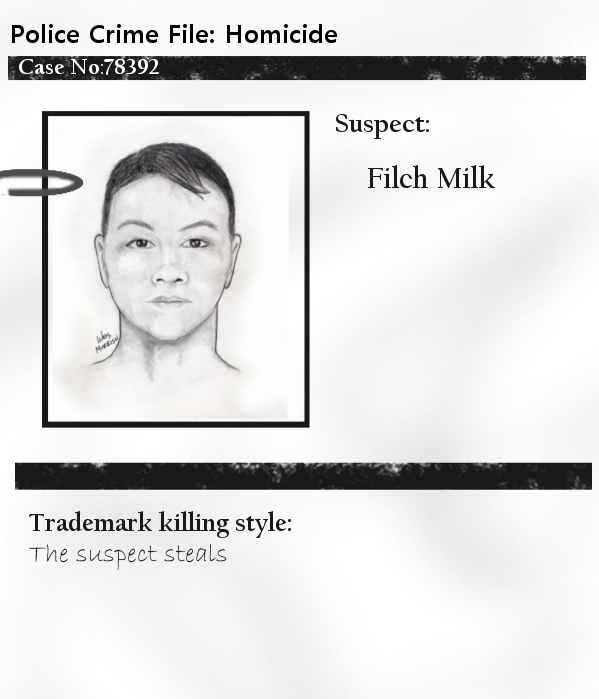 Police Crime File: Homicide
Case No:78392
Suspect:
Filch Milk
Trademark killing style:
The suspect steals